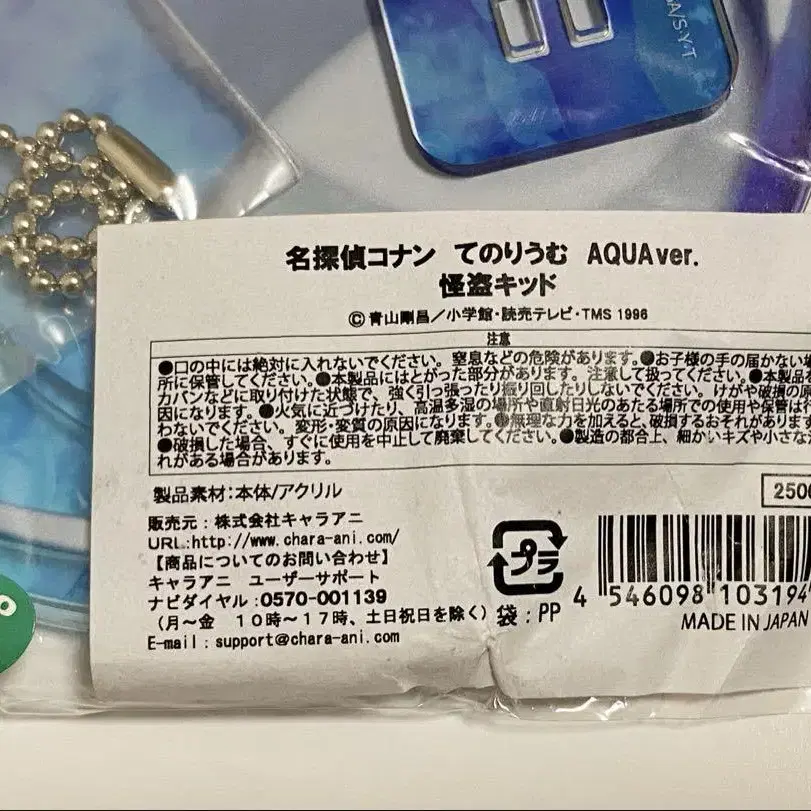 A/S・Y・T
名探偵コナン てのりうむ AQUAver.
怪盗キッド
©青山剛昌／小学館・読売テレビ・TMS 1996
注意
●口の中には絶対に入れないでください。窒息などの危険があります。●お子様の手の届かない場
所に保管してください。●本製品にはとがった部分があります。注意して扱ってください。●本製品を
カバンなどに取り付けた状態で、強く引っ張ったり振り回したりしないでください。けがや破損の原
因になります。●火気に近づけたり、高温多湿の場所や直射日光のあたる場所での使用や保管は行
わないでください。変形・変質の原因になります。●無理な力を加えると、破損するおそれがあります
●破損した場合、すぐに使用を中止して廃棄してください。●製造の都合上、細かいキズや小さな
れがある場合があります。
製品素材：本体/アクリル
2500
販売元：株式会社キャラアニ
URL:http://www.chara-ani.com/
【商品についてのお問い合わせ】
キャラアニ ユーザーサポート
ナビダイヤル：0570-001139
（月～金 10時～17時、土日祝日を除く）
E-mail：support@chara-ani.com
プラ
袋：PP
4 546098 103194
MADE IN JAPAN